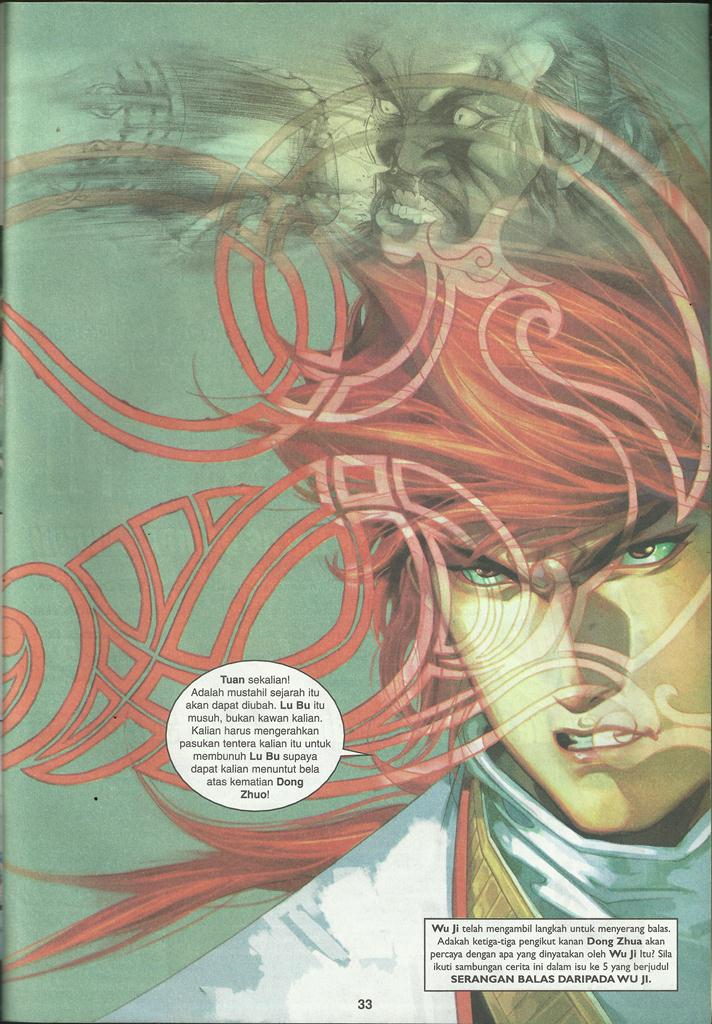 Tuan sekalian!
Adalah mustahil sejarah itu
akan dapat diubah. Lu Bu itu
musuh, bukan kawan kalian.
Kalian harus mengerahkan
pasukan tentera kalian itu untuk
membunuh Lu Bu supaya
dapat kalian menuntut bela
atas kematian Dong
Zhuo!
Wu Ji telah mengambil langkah untuk menyerang balas.
Adakah ketiga-tiga pengikut kanan Dong Zhua akan
percaya dengan apa yang dinyatakan oleh Wu Ji Itu? Sila
ikuti sambungan cerita ini dalam isu ke 5 yang berjudul
SERANGAN BALAS DARIPADA WU JI.
33